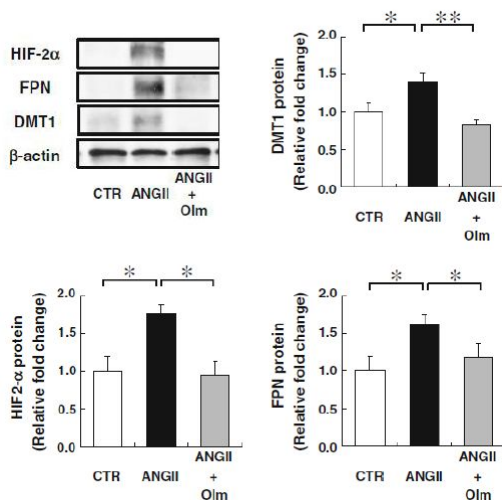 HIF-2α
FPN
DMT1
β-actin
CTR ANGII ANGII + Olm
* **
DMT1 protein
(Relative fold change)
2.0
1.5
1.0
0.5
0.0
CTR ANGII ANGII + Olm
* *
HIF2-α protein
(Relative fold change)
2.0
1.5
1.0
0.5
0.0
CTR ANGII ANGII + Olm
* *
FPN protein
(Relative fold change)
2.0
1.5
1.0
0.5
0.0
CTR ANGII ANGII + Olm